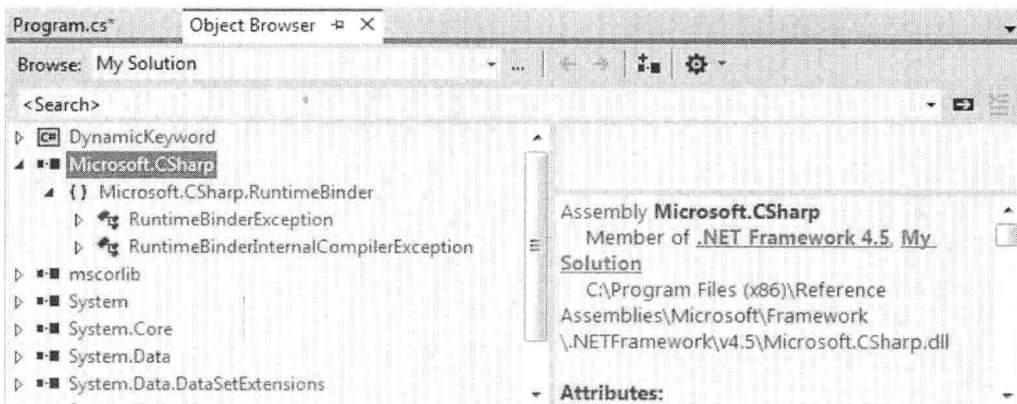 Program.cs* Object Browser
Browse: My Solution ...
<Search>
C# DynamicKeyword
Microsoft.CSharp
{} Microsoft.CSharp.RuntimeBinder
RuntimeBinderException
RuntimeBinderInternalCompilerException
mscorlib
System
System.Core
System.Data
System.Data.DataSetExtensions
Assembly Microsoft.CSharp
Member of .NET Framework 4.5, My
Solution
C:\Program Files (x86)\Reference
Assemblies\Microsoft\Framework
\.NETFramework\v4.5\Microsoft.CSharp.dll
Attributes: